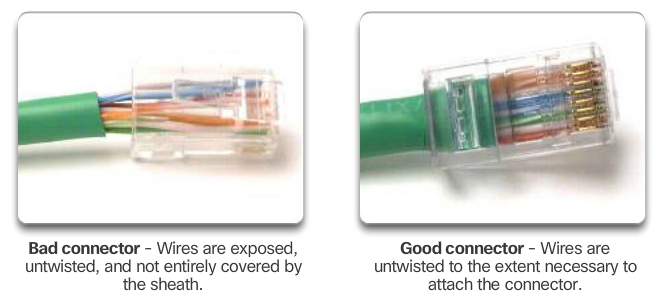 Bad connector - Wires are exposed,
untwisted, and not entirely covered by
the sheath.
Good connector - Wires are
untwisted to the extent necessary to
attach the connector.